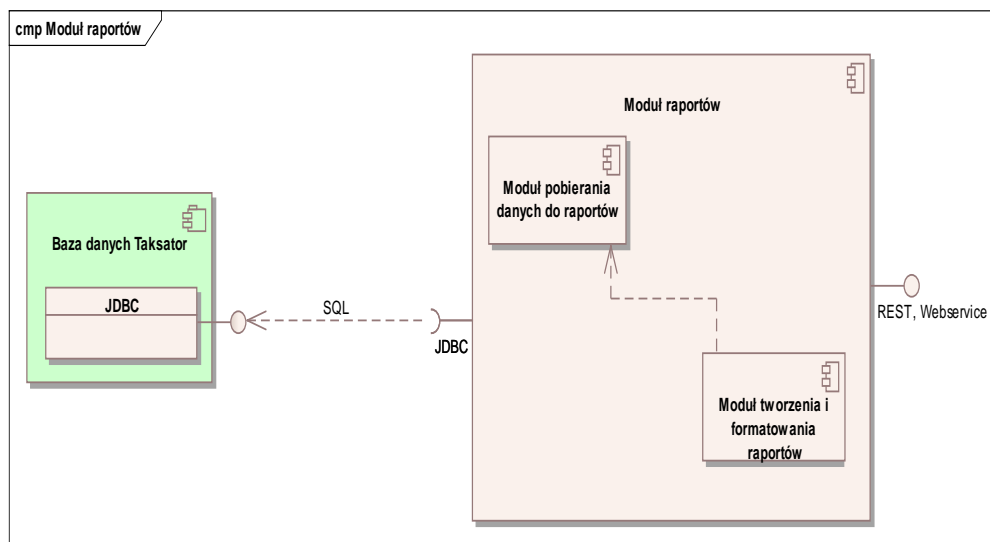 cmp Moduł raportów
Moduł raportów
Moduł pobierania
danych do raportów
Baza danych Taksator
JDBC
SQL
JDBC
REST, Webservice
Moduł tworzenia i
formatowania
raportów